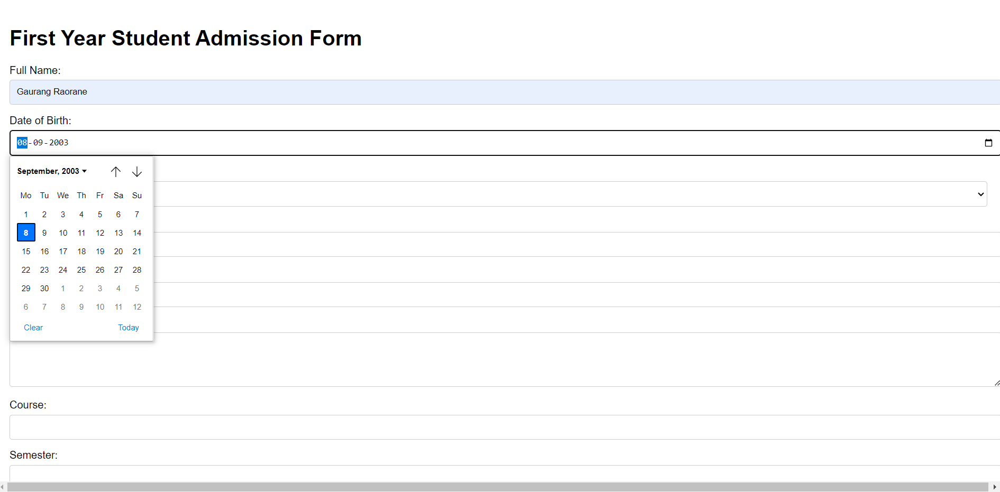 First Year Student Admission Form
Full Name:
Gaurang Raorane
Date of Birth:
08-09-2003
September, 2003
Mo Tu We Th Fr Sa Su
1 2 3 4 5 6 7
8 9 10 11 12 13 14
15 16 17 18 19 20 21
22 23 24 25 26 27 28
29 30 1 2 3 4 5
6 7 8 9 10 11 12
Clear Today
Course:
Semester: